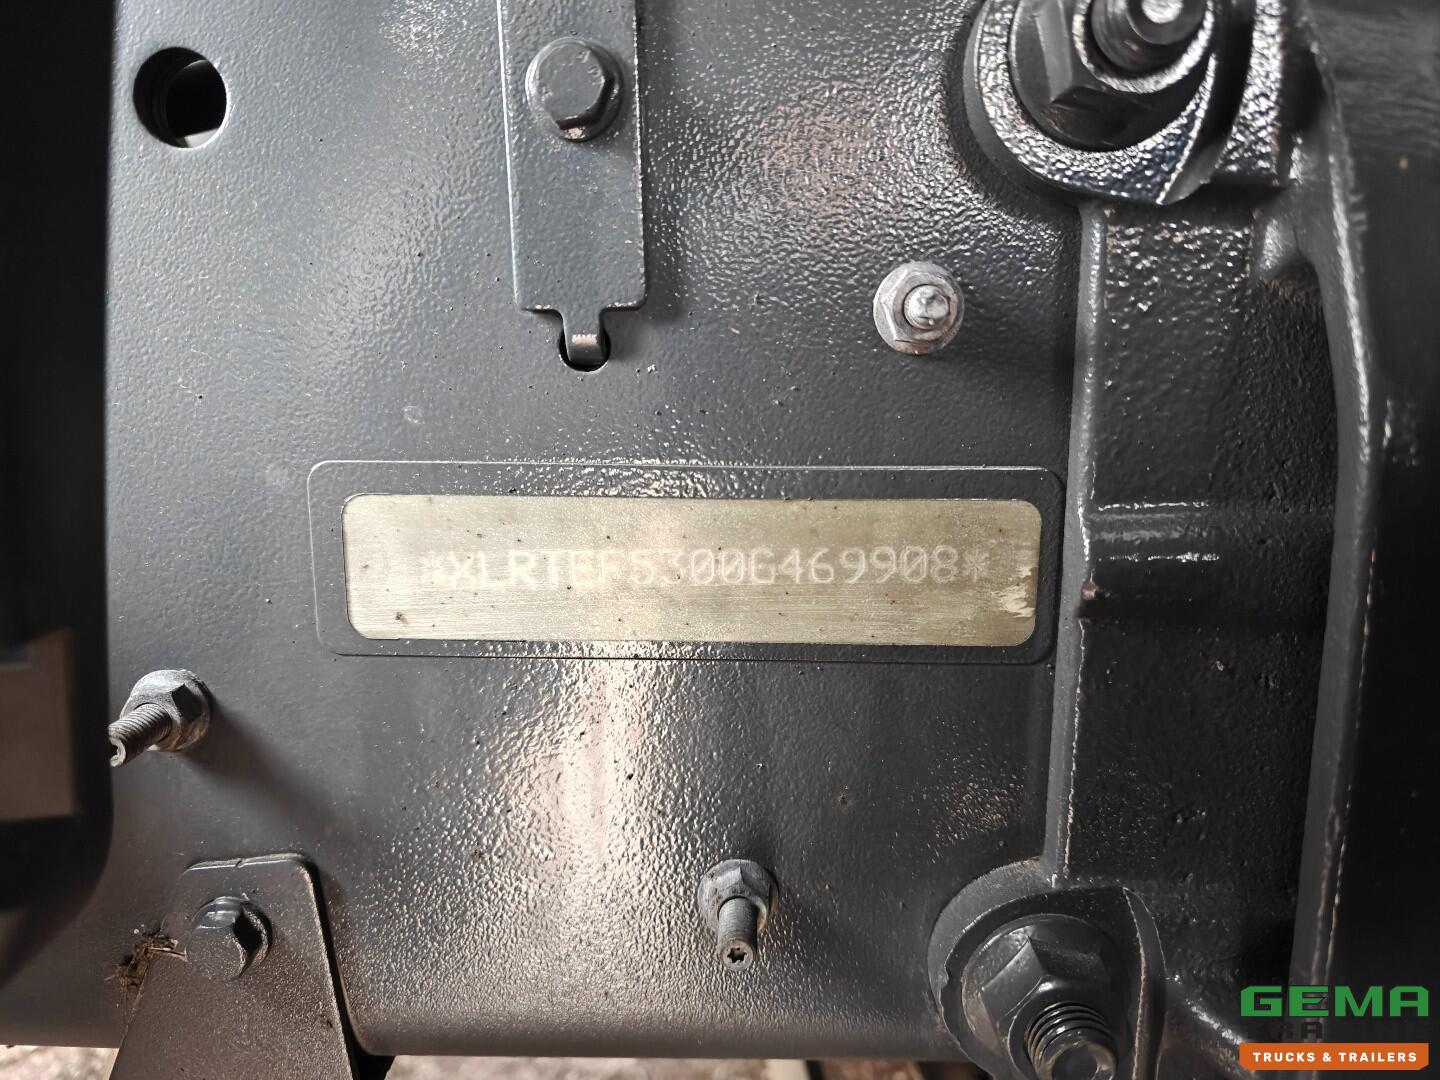 *XLRTEF5300G469908*
GEMA
TRUCKS & TRAILERS